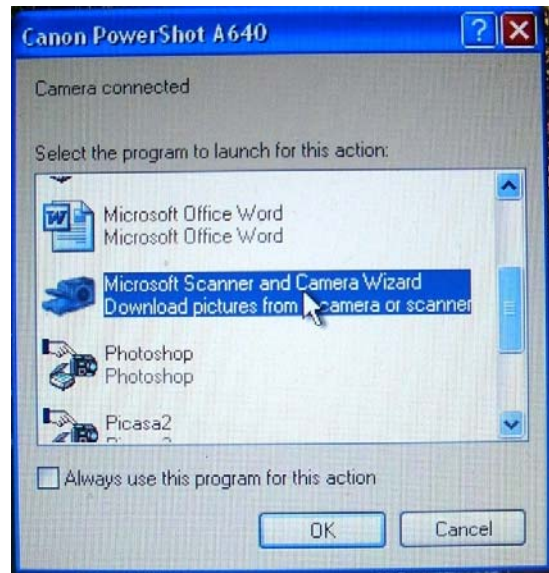 Canon PowerShot A640
Camera connected
Select the program to launch for this action:
Microsoft Office Word
Microsoft Office Word
Microsoft Scanner and Camera Wizard
Download pictures from camera or scanner
Photoshop
Photoshop
Picasa2
Always use this program for this action
OK
Cancel